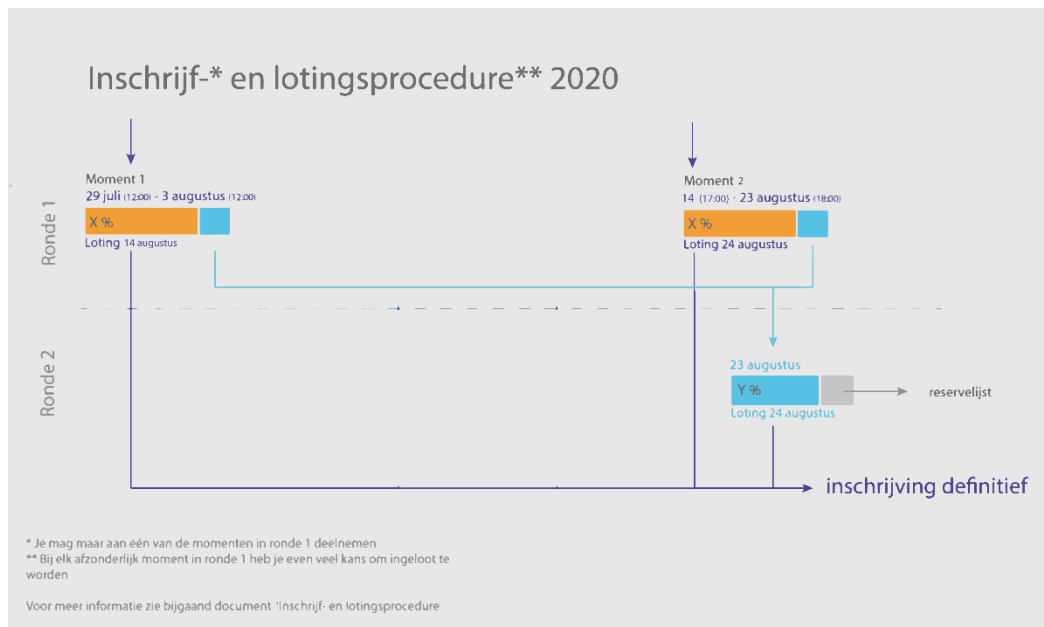 Inschrijf-* en lotingsprocedure** 2020
Ronde 1
Moment 1
29 juli (12:00) - 3 augustus (12:00)
X %
Loting 14 augustus
Moment 2
14 (17:00) - 23 augustus (18:00)
X %
Loting 24 augustus
Ronde 2
23 augustus
Y %
Loting 24 augustus
reservelijst
inschrijving definitief
* Je mag maar aan één van de momenten in ronde 1 deelnemen
** Bij elk afzonderlijk moment in ronde 1 heb je even veel kans om ingeloot te
worden
Voor meer informatie zie bijgaand document 'Inschrijf- en lotingsprocedure